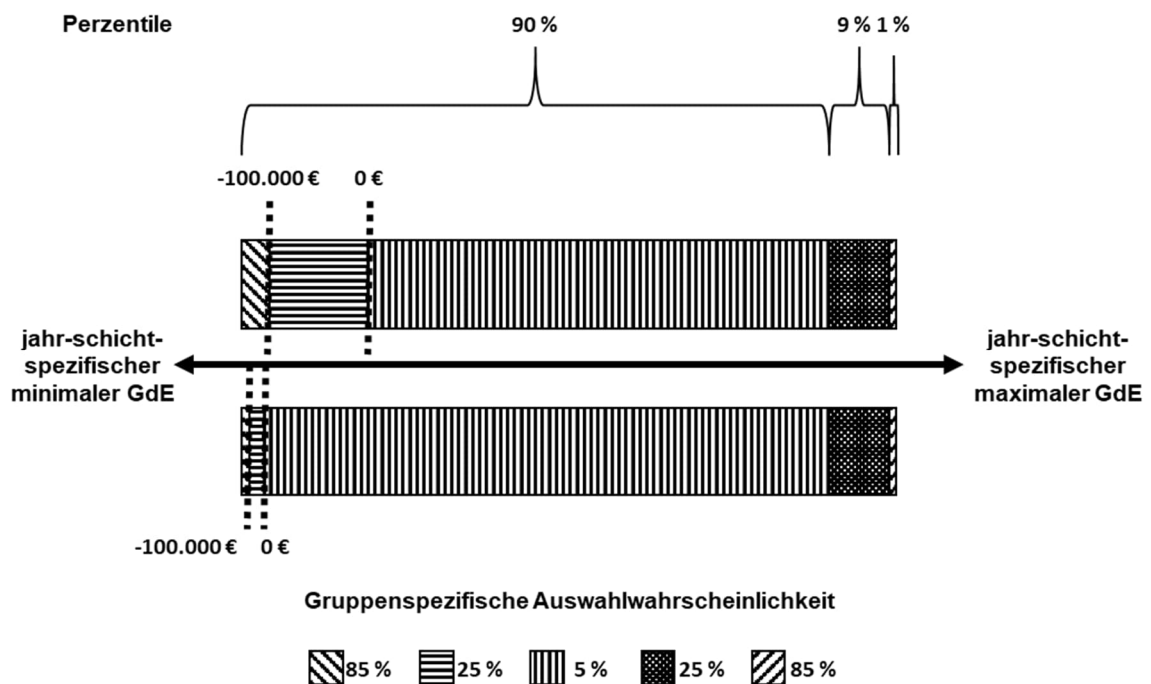 Perzentile
90 %
9 % 1 %
-100.000 €
0 €
jahr-schicht-
spezifischer
minimaler GdE
jahr-schicht-
spezifischer
maximaler GdE
-100.000 €
0 €
Gruppenspezifische Auswahlwahrscheinlichkeit
85 %
25 %
5 %
25 %
85 %